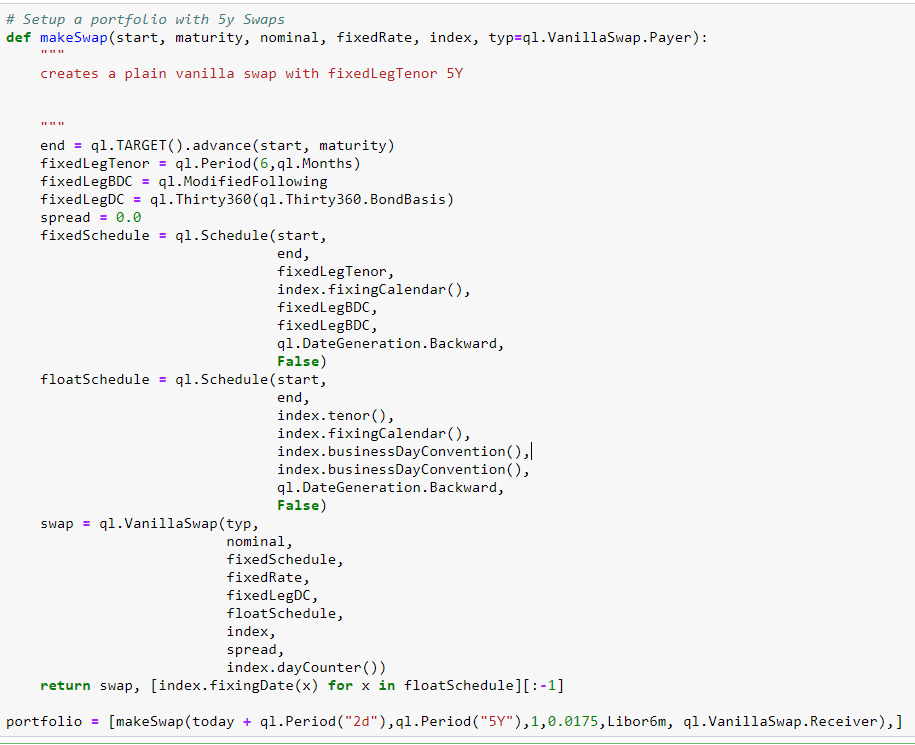 # Setup a portfolio with 5y Swaps
def makeSwap(start, maturity, nominal, fixedRate, index, typ=ql.VanillaSwap.Payer):
    """
    creates a plain vanilla swap with fixedLegTenor 5Y
    """
    end = ql.TARGET().advance(start, maturity)
    fixedLegTenor = ql.Period(6,ql.Months)
    fixedLegBDC = ql.ModifiedFollowing
    fixedLegDC = ql.Thirty360(ql.Thirty360.BondBasis)
    spread = 0.0
    fixedSchedule = ql.Schedule(start,
                                end,
                                fixedLegTenor,
                                index.fixingCalendar(),
                                fixedLegBDC,
                                fixedLegBDC,
                                ql.DateGeneration.Backward,
                                False)
    floatSchedule = ql.Schedule(start,
                                end,
                                index.tenor(),
                                index.fixingCalendar(),
                                index.businessDayConvention(),
                                index.businessDayConvention(),
                                ql.DateGeneration.Backward,
                                False)
    swap = ql.VanillaSwap(typ,
                          nominal,
                          fixedSchedule,
                          fixedRate,
                          fixedLegDC,
                          floatSchedule,
                          index,
                          spread,
                          index.dayCounter())
    return swap, [index.fixingDate(x) for x in floatSchedule][:-1]
portfolio = [makeSwap(today + ql.Period("2d"),ql.Period("5Y"),1,0.0175,Libor6m, ql.VanillaSwap.Receiver),]